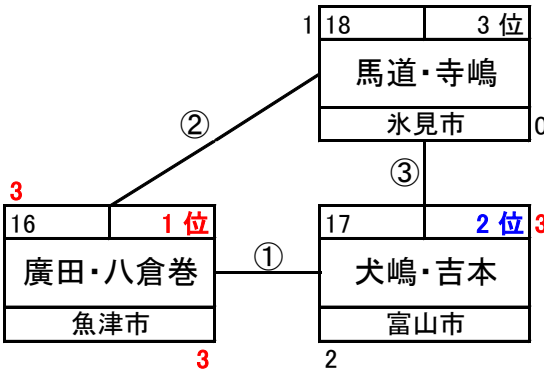 1 18 3 位
馬道・寺嶋
氷見市 0
②
③
3
16 1 位
廣田・八倉巻
魚津市
3
①
17 2 位 3
犬嶋・吉本
富山市
2